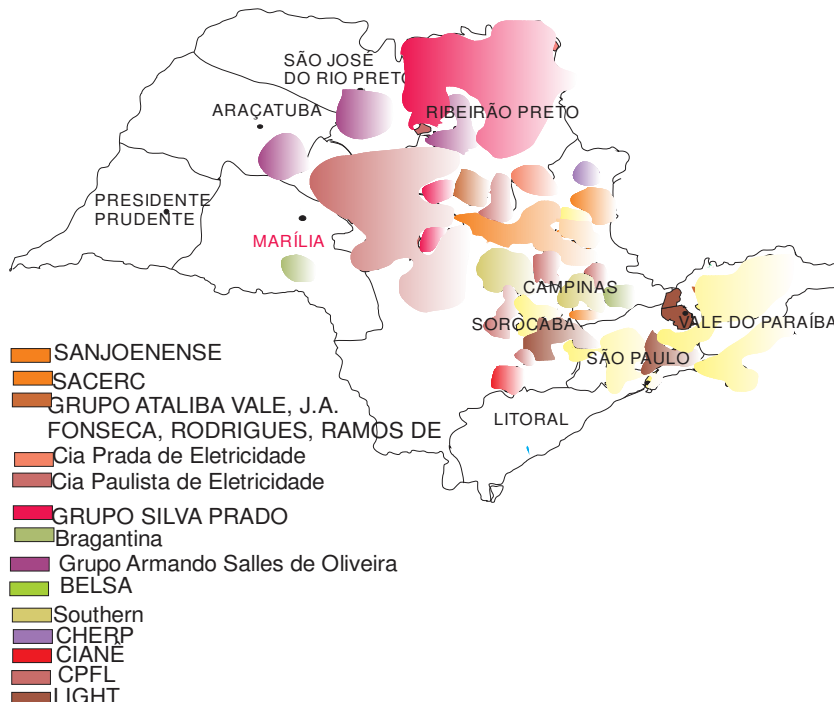 SÃO JOSÉ
DO RIO PRETO
ARAÇATUBA
RIBEIRÃO PRETO
PRESIDENTE
PRUDENTE
MARÍLIA
CAMPINAS
SOROCABA
VALE DO PARAÍBA
SÃO PAULO
LITORAL
SANJOENENSE
SACERC
GRUPO ATALIBA VALE, J.A.
FONSECA, RODRIGUES, RAMOS DE
Cia Prada de Eletricidade
Cia Paulista de Eletricidade
GRUPO SILVA PRADO
Bragantina
Grupo Armando Salles de Oliveira
BELSA
Southern
CHERP
CIANÊ
CPFL
LIGHT